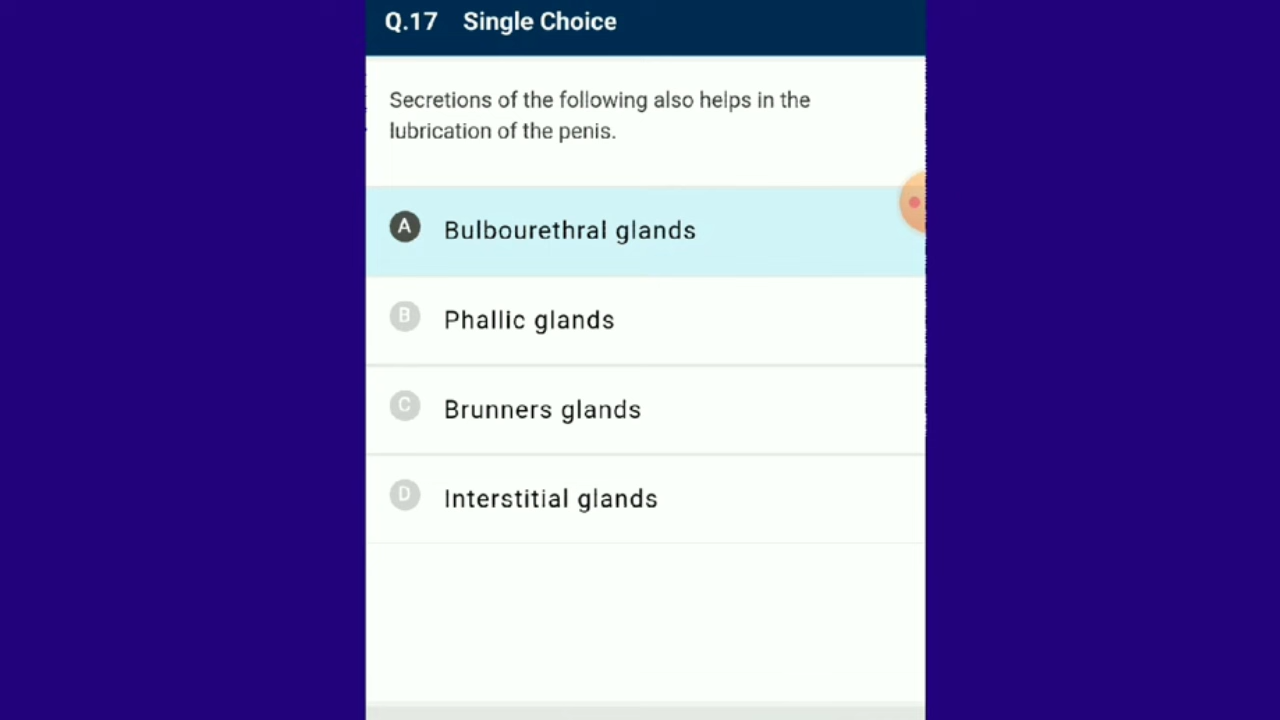 Q.17 Single Choice
Secretions of the following also helps in the
lubrication of the penis.
A Bulbourethral glands
B Phallic glands
C Brunners glands
D Interstitial glands